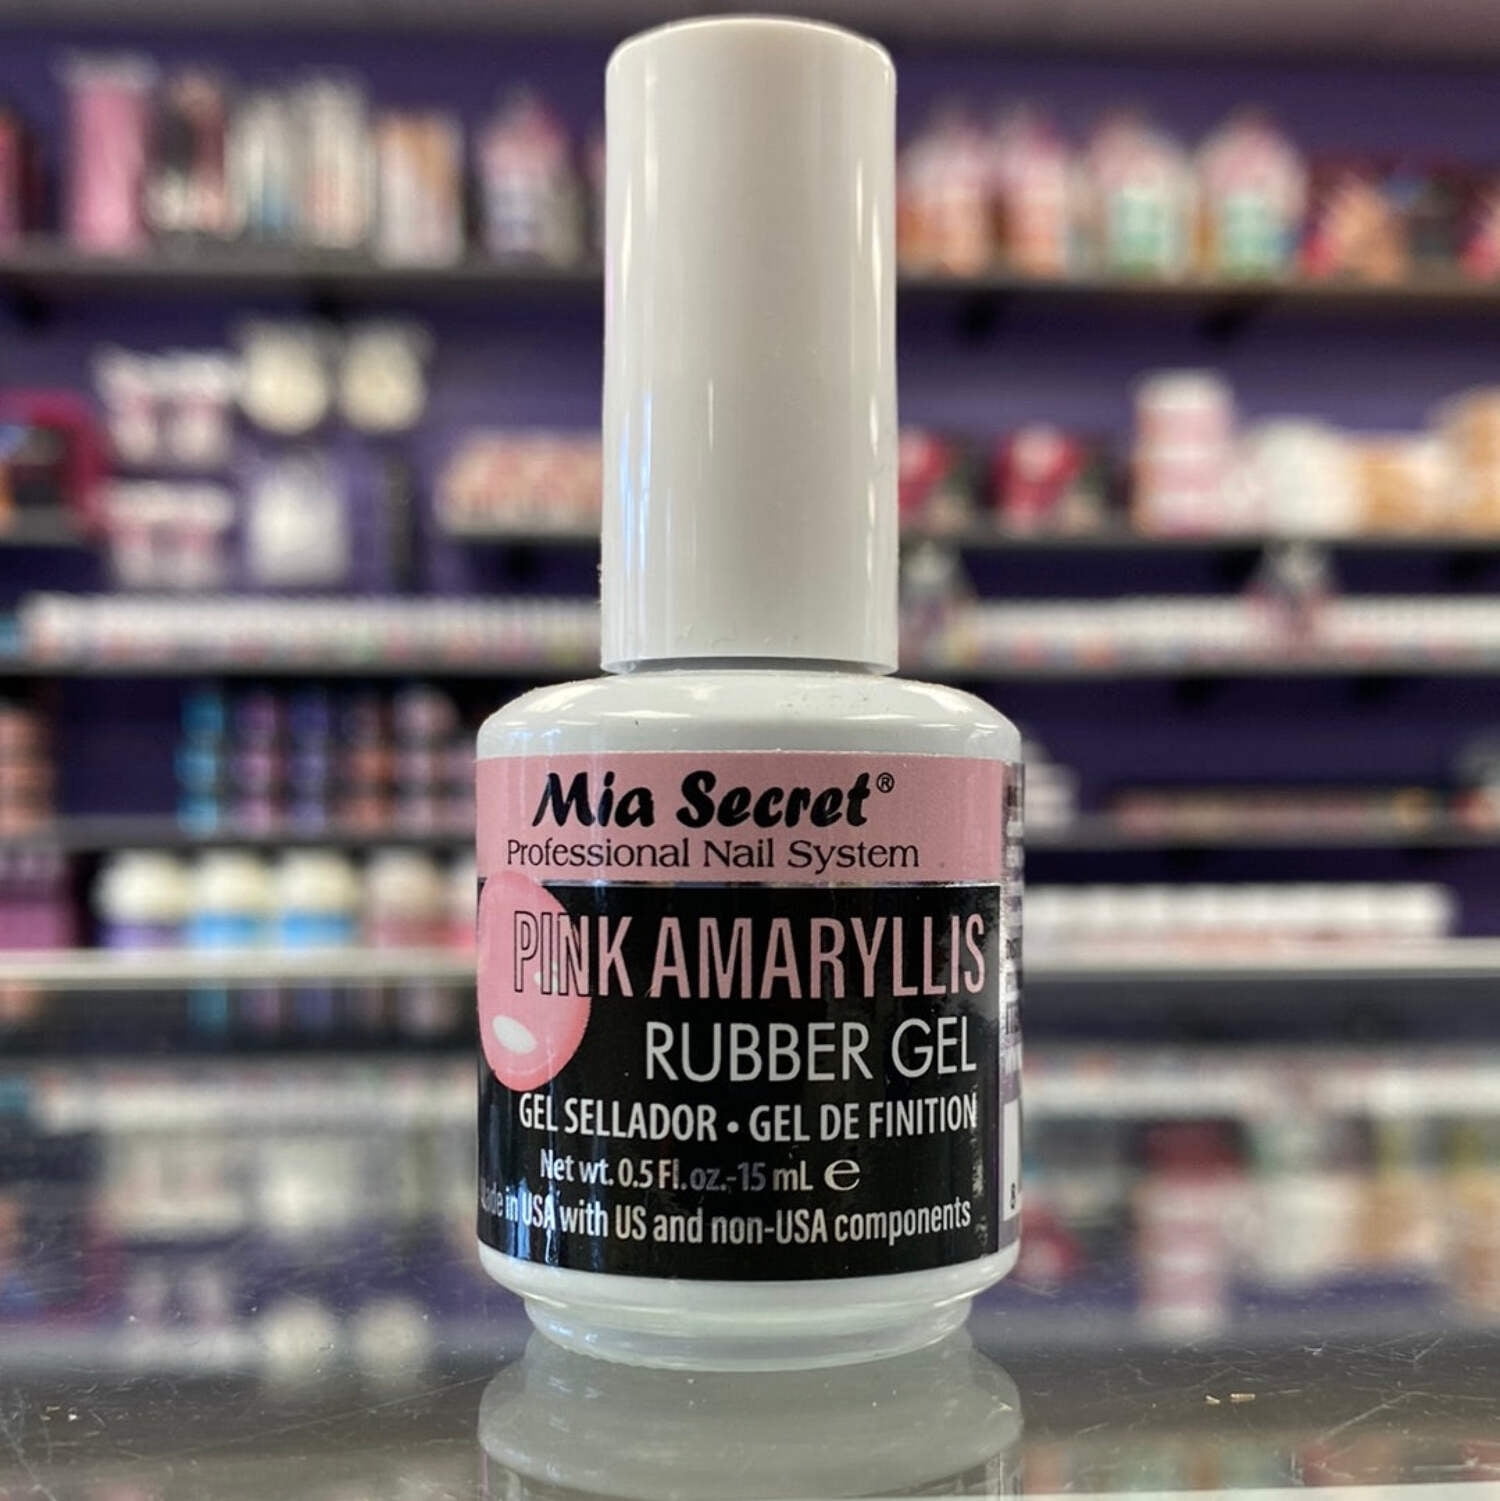 Mia Secret®
Professional Nail System
PINK AMARYLLIS
RUBBER GEL
GEL SELLADOR • GEL DE FINITION
Net wt. 0.5 Fl. oz.-15 mL ℮
Made in USA with US and non-USA components